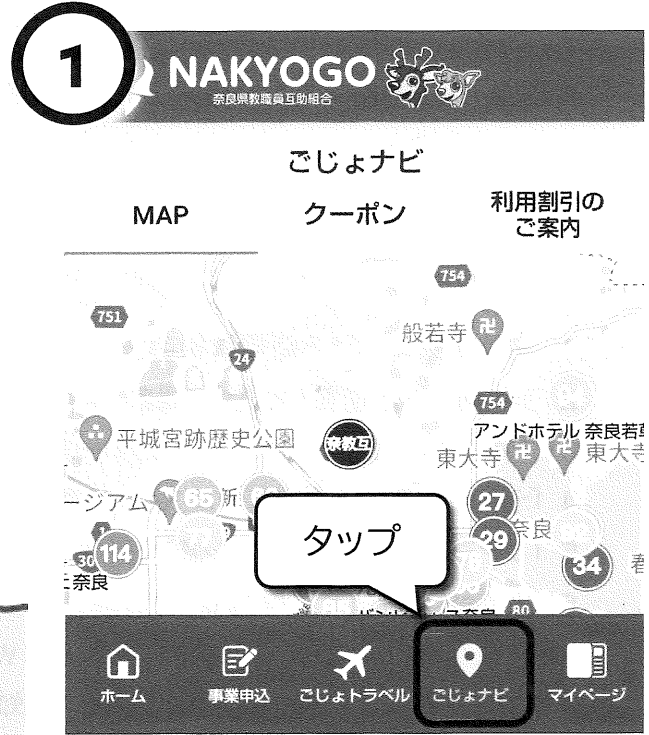 1
NAKYOGO
奈良県教職員互助組合
ごじょナビ
MAP
クーポン
利用割引の
ご案内
754
751
般若寺
24
754
平城宮跡歴史公園
奈教互
アンドホテル 奈良若草
東大寺
東大寺
ージアム
65
新
27
タップ
29
奈良
30
114
34
奈良
80
ホーム
事業申込
ごじょトラベル
ごじょナビ
マイページ